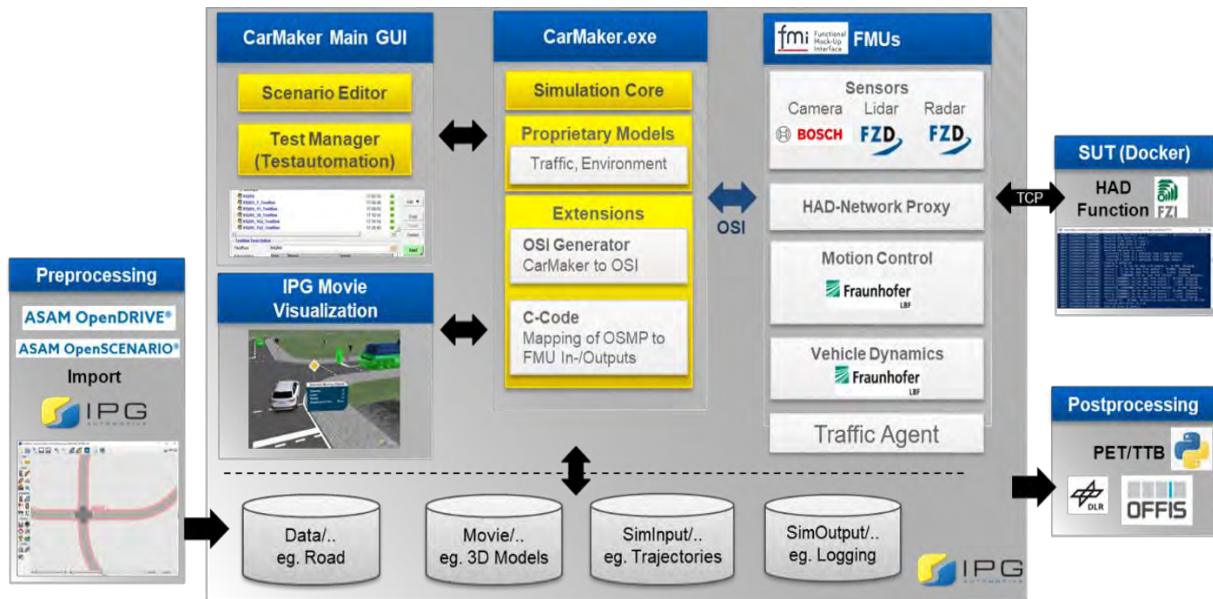 Preprocessing
ASAM OpenDRIVE®
ASAM OpenSCENARIO®
Import
IPG
AUTOMOTIVE
CarMaker Main GUI
Scenario Editor
Test Manager
(Testautomation)
IPG Movie
Visualization
CarMaker.exe
Simulation Core
Proprietary Models
Traffic, Environment
Extensions
OSI Generator
CarMaker to OSI
C-Code
Mapping of OSMP to
FMU In-/Outputs
OSI
fmi Functional Mock-Up Interface FMUs
Sensors
Camera Lidar Radar
BOSCH FZD FZD
HAD-Network Proxy
Motion Control
Fraunhofer
LBF
Vehicle Dynamics
Fraunhofer
LBF
Traffic Agent
TCP
SUT (Docker)
HAD
Function
FZI
Postprocessing
PET/TTB
DLR
OFFIS
Data/..
eg. Road
Movie/..
eg. 3D Models
SimInput/..
eg. Trajectories
SimOutput/..
eg. Logging
IPG
AUTOMOTIVE